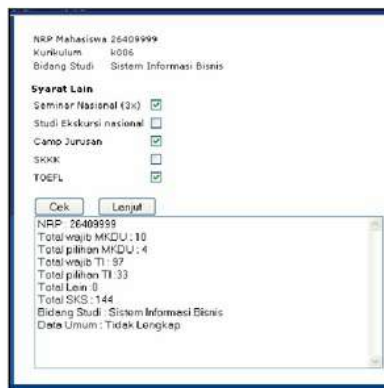 NRP Mahasiswa 26409999
Kurikulum k006
Bidang Studi Sistem Informasi Bisnis
Syarat Lain
Seminar Nasional (3x)
Studi Ekskursi nasional
Camp Jurusan
SKKK
TOEFL
Cek Lanjut
NRP : 26409999
Total wajib MKDU : 10
Total pilihan MKDU : 4
Total wajib TI : 97
Total pilihan TI :33
Total Lain :0
Total SKS : 144
Bidang Studi : Sistem Informasi Bisnis
Data Umum : Tidak Lengkap